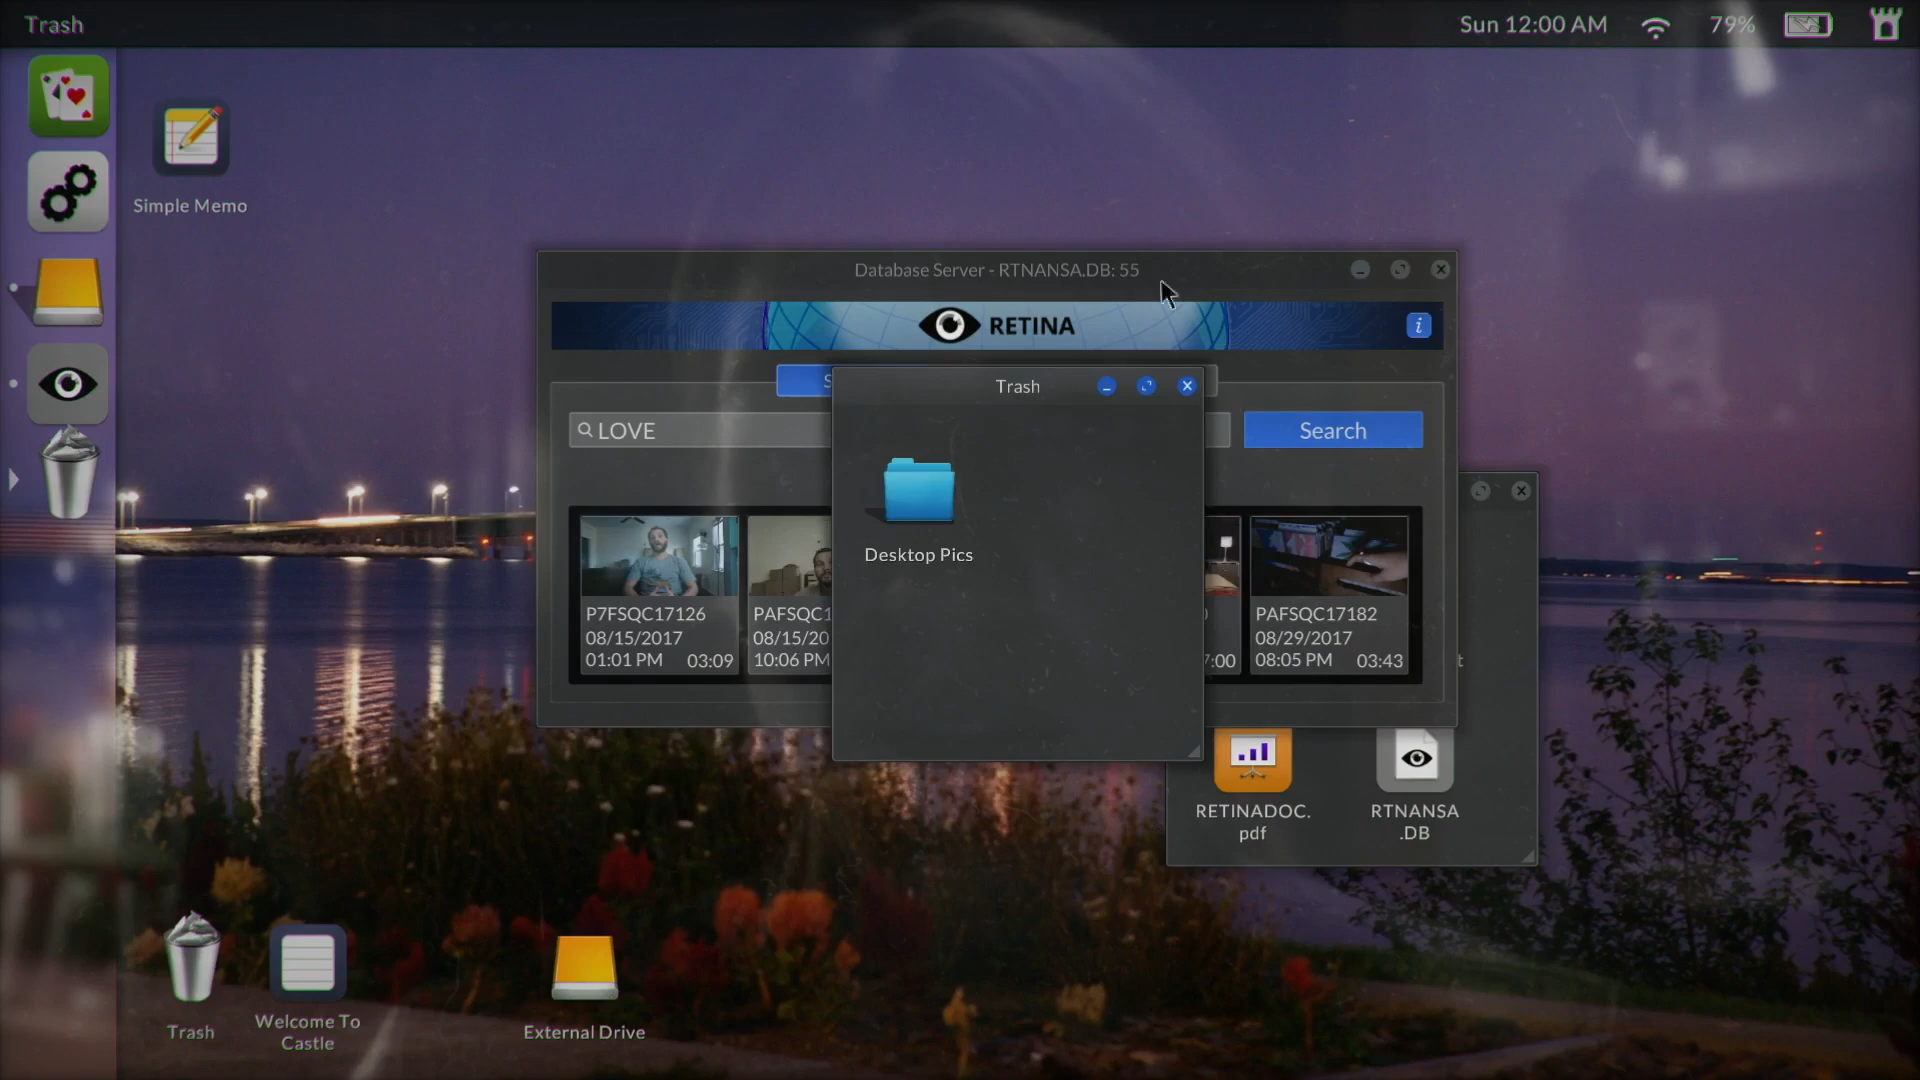 Trash
Sun 12:00 AM
79%
Simple Memo
Database Server - RTNANSA.DB: 55
RETINA
i
Trash
LOVE
Search
Desktop Pics
P7FSQC17126
08/15/2017
01:01 PM 03:09
PAFSQC1
08/15/20
10:06 PM
7:00
PAFSQC17182
08/29/2017
08:05 PM 03:43
RETINADOC.
pdf
RTNANSA
.DB
Trash
Welcome To
Castle
External Drive